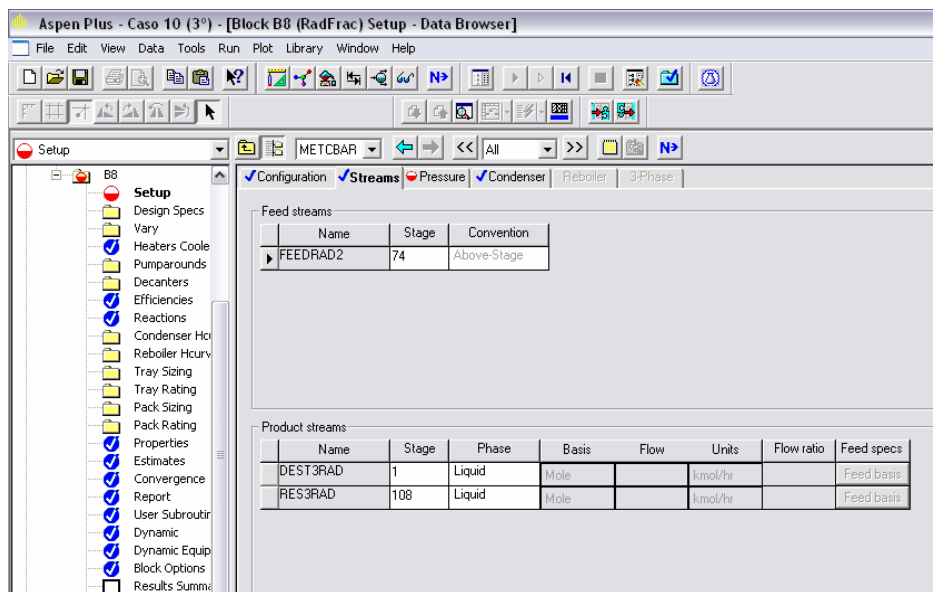 Aspen Plus - Caso 10 (3º) - [Block B8 (RadFrac) Setup - Data Browser]
File Edit View Data Tools Run Plot Library Window Help
N
Setup METCBAR << All >> N
B8
Setup
Design Specs
Vary
Heaters Coole
Pumparounds
Decanters
Efficiencies
Reactions
Condenser Hcu
Reboiler Hcurv
Tray Sizing
Tray Rating
Pack Sizing
Pack Rating
Properties
Estimates
Convergence
Report
User Subroutir
Dynamic
Dynamic Equip
Block Options
Results Summa
Configuration Streams Pressure Condenser Reboiler 3-Phase
Feed streams
Name Stage Convention
FEEDRAD2 74 Above-Stage
Product streams
Name Stage Phase Basis Flow Units Flow ratio Feed specs
DEST3RAD 1 Liquid Mole kmol/hr Feed basis
RES3RAD 108 Liquid Mole kmol/hr Feed basis